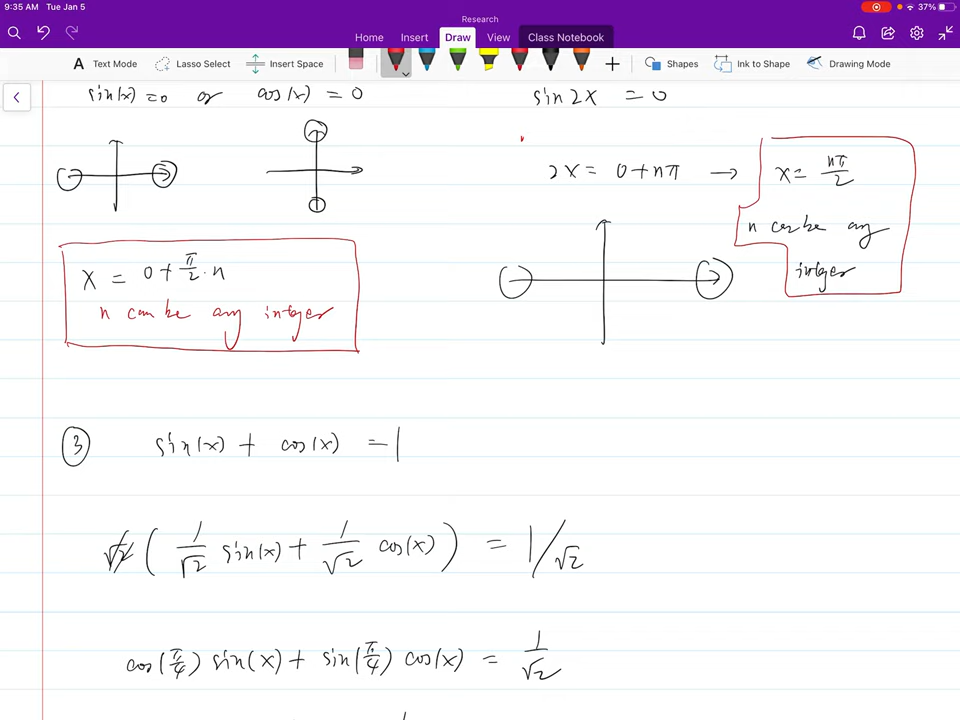 9:35 AM Tue Jan 5
37%
Research
Home Insert Draw View Class Notebook
Text Mode Lasso Select Insert Space Shapes Ink to Shape Drawing Mode
sin(x) = 0 or cos(x) = 0
sin 2x = 0
2x = 0 + nπ → x = nπ/2
n can be any
integer
x = 0 + π/2 · n
n can be any integer
③ sin(x) + cos(x) = 1
√2 ( 1/√2 sin(x) + 1/√2 cos(x) ) = 1/√2
cos(π/4) sin(x) + sin(π/4) cos(x) = 1/√2